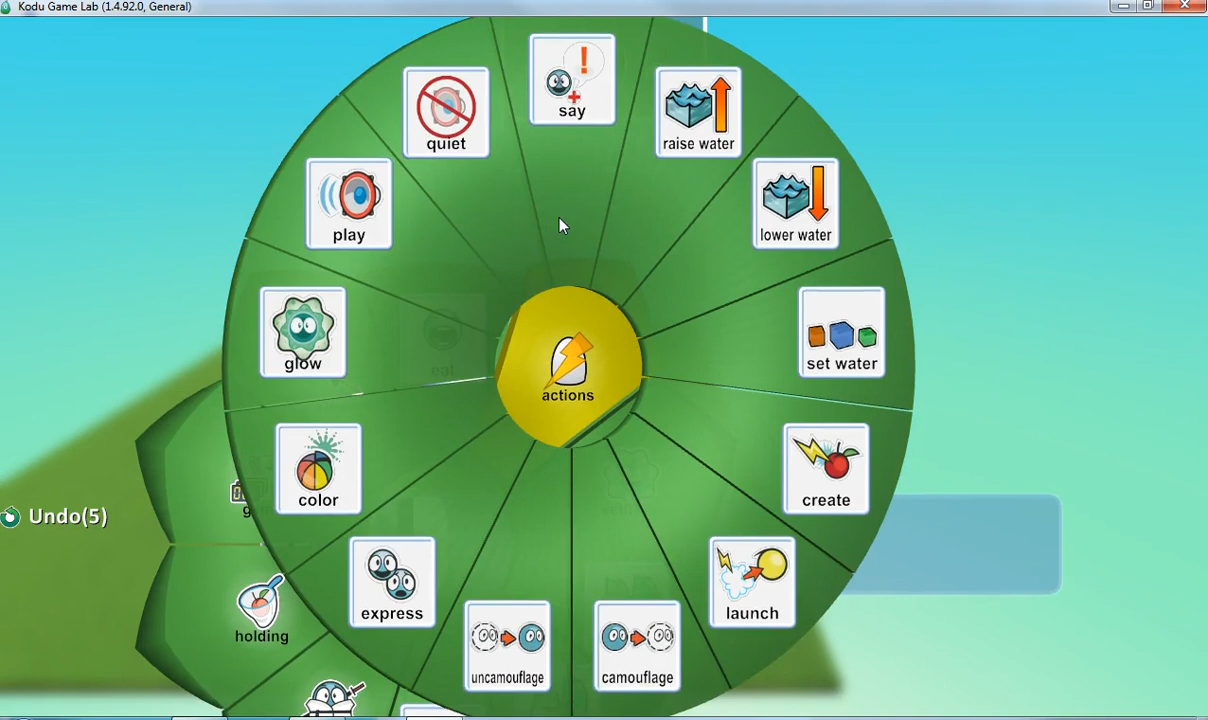 Kodu Game Lab (1.4.92.0, General)
say
quiet
raise water
play
lower water
glow
set water
eat
actions
color
create
Undo(5)
express
launch
holding
uncamouflage
camouflage